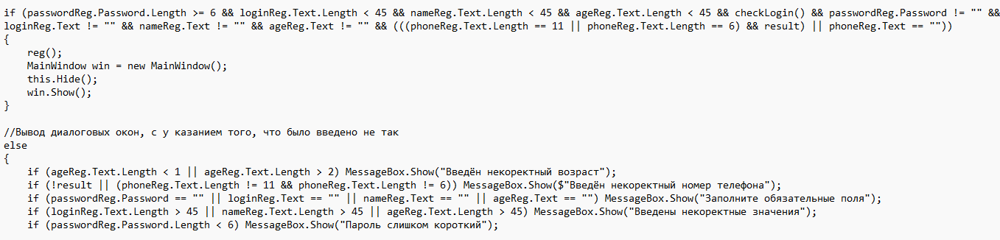 if (passwordReg.Password.Length >= 6 && loginReg.Text.Length < 45 && nameReg.Text.Length < 45 && ageReg.Text.Length < 45 && checkLogin() && passwordReg.Password != "" &&
loginReg.Text != "" && nameReg.Text != "" && ageReg.Text != "" && (((phoneReg.Text.Length == 11 || phoneReg.Text.Length == 6) && result) || phoneReg.Text == ""))
{
    reg();
    MainWindow win = new MainWindow();
    this.Hide();
    win.Show();
}

//Вывод диалоговых окон, с у казанием того, что было введено не так
else
{
    if (ageReg.Text.Length < 1 || ageReg.Text.Length > 2) MessageBox.Show("Введён некоректный возраст");
    if (!result || (phoneReg.Text.Length != 11 && phoneReg.Text.Length != 6)) MessageBox.Show($"Введён некоректный номер телефона");
    if (passwordReg.Password == "" || loginReg.Text == "" || nameReg.Text == "" || ageReg.Text == "") MessageBox.Show("Заполните обязательные поля");
    if (loginReg.Text.Length > 45 || nameReg.Text.Length > 45 || ageReg.Text.Length > 45) MessageBox.Show("Введены некоректные значения");
    if (passwordReg.Password.Length < 6) MessageBox.Show("Пароль слишком короткий");